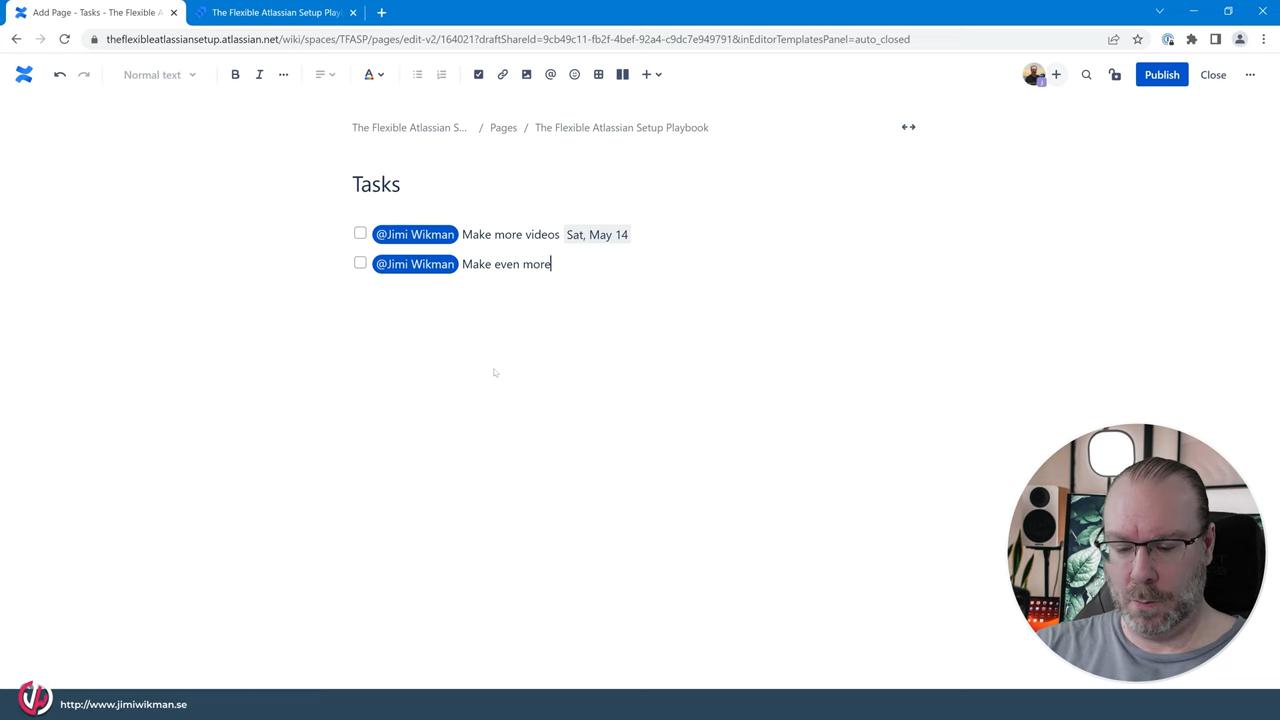 Add Page - Tasks - The Flexible A
The Flexible Atlassian Setup Play
theflexibleatlassiansetup.atlassian.net/wiki/spaces/TFASP/pages/edit-v2/164021?draftShareId=9cb49c11-fb2f-4bef-92a4-c9dc7e949791&inEditorTemplatesPanel=auto_closed
Normal text
B I A
Publish Close
The Flexible Atlassian S... / Pages / The Flexible Atlassian Setup Playbook
Tasks
@Jimi Wikman Make more videos Sat, May 14
@Jimi Wikman Make even more
http://www.jimiwikman.se